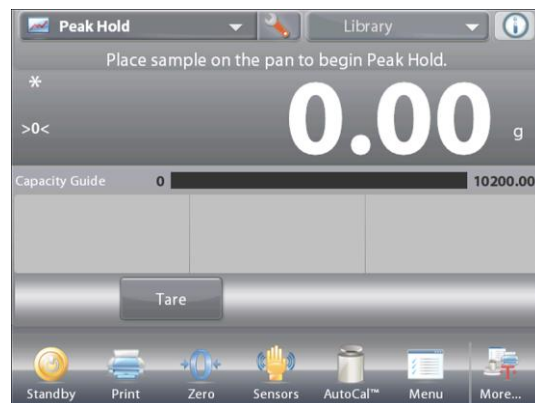 Peak Hold Library
Place sample on the pan to begin Peak Hold.
*
>0< 0.00 g
Capacity Guide 0 10200.00
Tare
Standby Print Zero Sensors AutoCal™ Menu More...